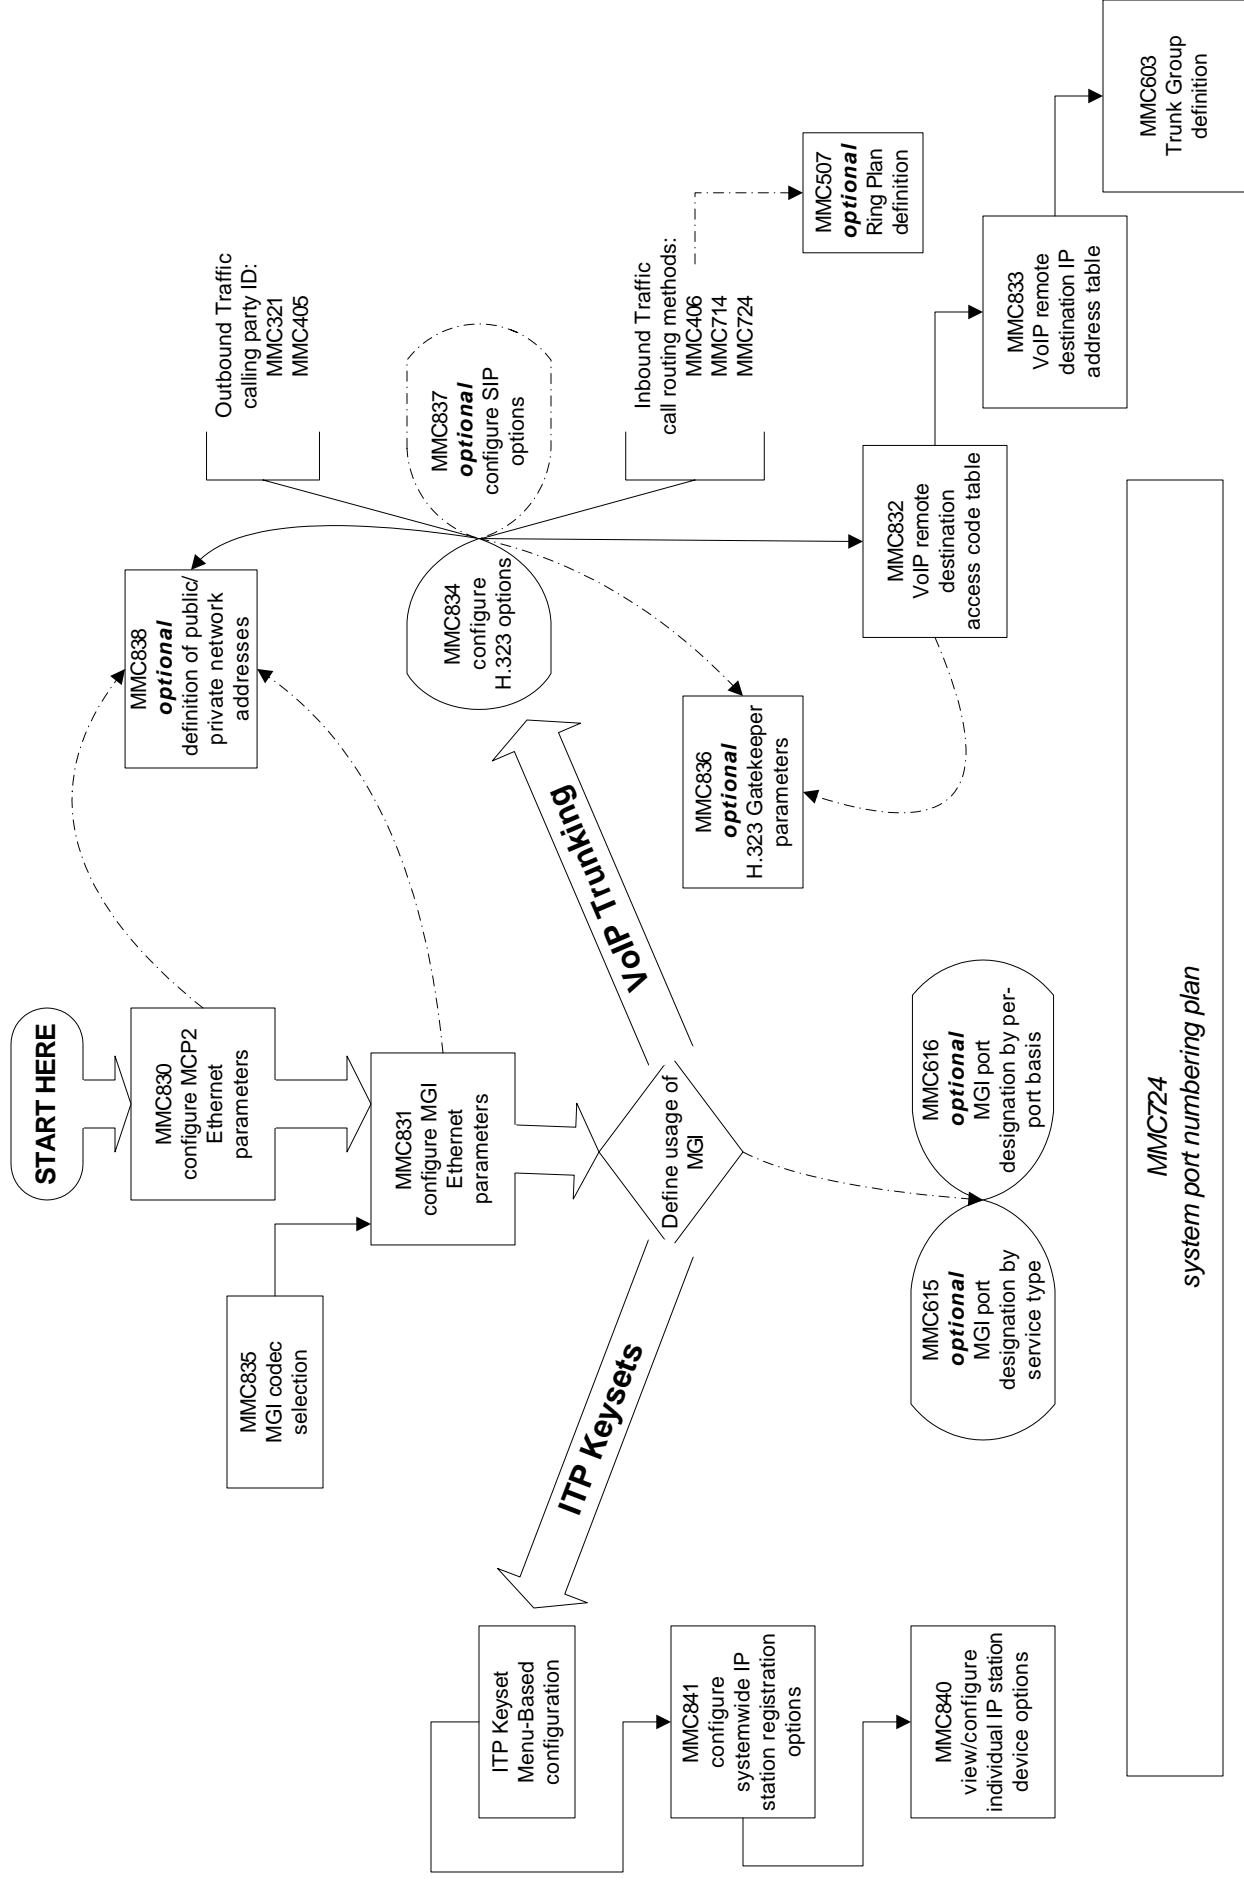 START HERE
MMC830
configure MCP2
Ethernet
parameters
MMC835
MGI codec
selection
MMC831
configure MGI
Ethernet
parameters
Define usage of
MGI
MMC838
optional
definition of public/
private network
addresses
Outbound Traffic
calling party ID:
MMC321
MMC405
MMC834
configure
H.323 options
MMC837
optional
configure SIP
options
Inbound Traffic
call routing methods:
MMC406
MMC714
MMC724
MMC507
optional
Ring Plan
definition
ITP Keysets
VoIP Trunking
ITP Keyset
Menu-Based
configuration
MMC841
configure
systemwide IP
station registration
options
MMC840
view/configure
individual IP station
device options
MMC615
optional
MGI port
designation by
service type
MMC616
optional
MGI port
designation by per-
port basis
MMC836
optional
H.323 Gatekeeper
parameters
MMC832
VoIP remote
destination
access code table
MMC833
VoIP remote
destination IP
address table
MMC603
Trunk Group
definition
MMC724
system port numbering plan